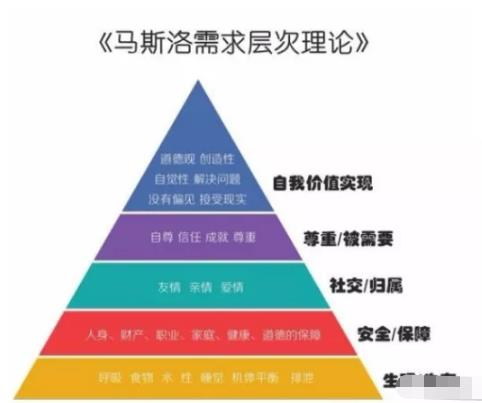 《马斯洛需求层次理论》
道德观 创造性
自觉性 解决问题
没有偏见 接受现实
自我价值实现
自尊 信任 成就 尊重
尊重/被需要
友情 亲情 爱情
社交/归属
人身、财产、职业、家庭、健康、道德的保障
安全/保障
呼吸 食物 水 性 睡觉 机体平衡 排泄